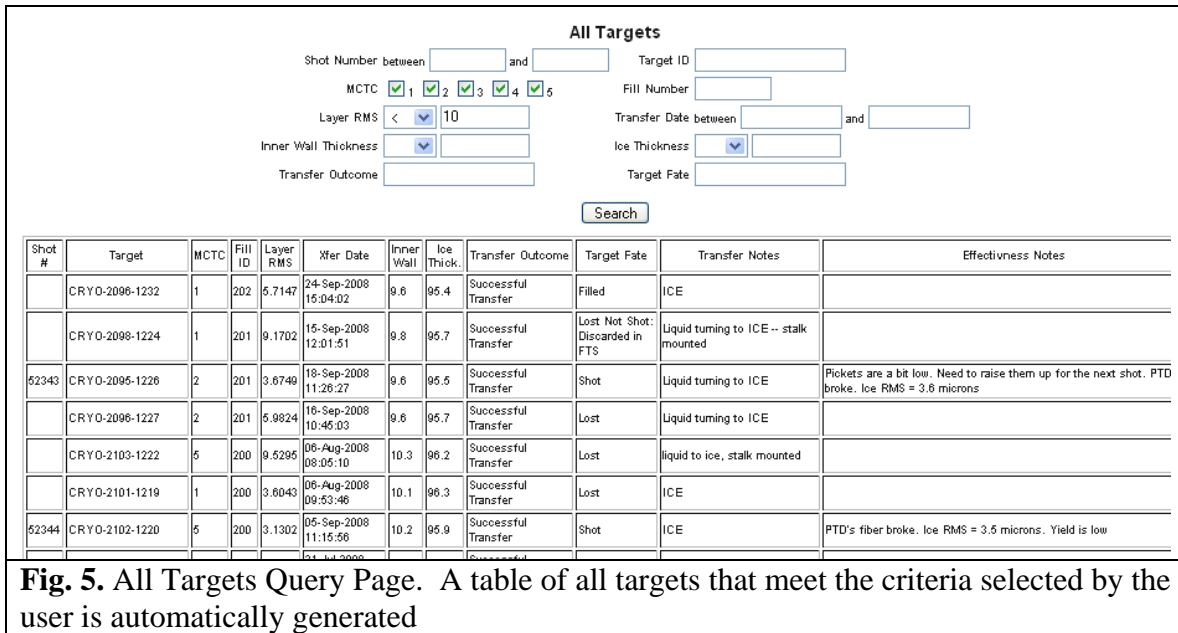 All Targets
Shot Number between and Target ID
MCTC 1 2 3 4 5 Fill Number
Layer RMS < 10 Transfer Date between and
Inner Wall Thickness Ice Thickness
Transfer Outcome Target Fate
Search
Shot # Target MCTC Fill ID Layer RMS Xfer Date Inner Wall Ice Thick. Transfer Outcome Target Fate Transfer Notes Effectivness Notes
CRYO-2096-1232 1 202 5.7147 24-Sep-2008 15:04:02 9.6 95.4 Successful Transfer Filled ICE
CRYO-2098-1224 1 201 9.1702 15-Sep-2008 12:01:51 9.8 95.7 Successful Transfer Lost Not Shot: Discarded in FTS Liquid turning to ICE -- stalk mounted
52343 CRYO-2095-1226 2 201 3.6749 18-Sep-2008 11:26:27 9.6 95.5 Successful Transfer Shot Liquid turning to ICE Pickets are a bit low. Need to raise them up for the next shot. PTD broke. Ice RMS = 3.6 microns
CRYO-2096-1227 2 201 5.9824 16-Sep-2008 10:45:03 9.6 95.7 Successful Transfer Lost Liquid turning to ICE
CRYO-2103-1222 5 200 9.5295 06-Aug-2008 08:05:10 10.3 96.2 Successful Transfer Lost liquid to ice, stalk mounted
CRYO-2101-1219 1 200 3.6043 06-Aug-2008 09:53:46 10.1 96.3 Successful Transfer Lost ICE
52344 CRYO-2102-1220 5 200 3.1302 05-Sep-2008 11:15:56 10.2 95.9 Successful Transfer Shot ICE PTD's fiber broke. Ice RMS = 3.5 microns. Yield is low
Fig. 5. All Targets Query Page. A table of all targets that meet the criteria selected by the
user is automatically generated